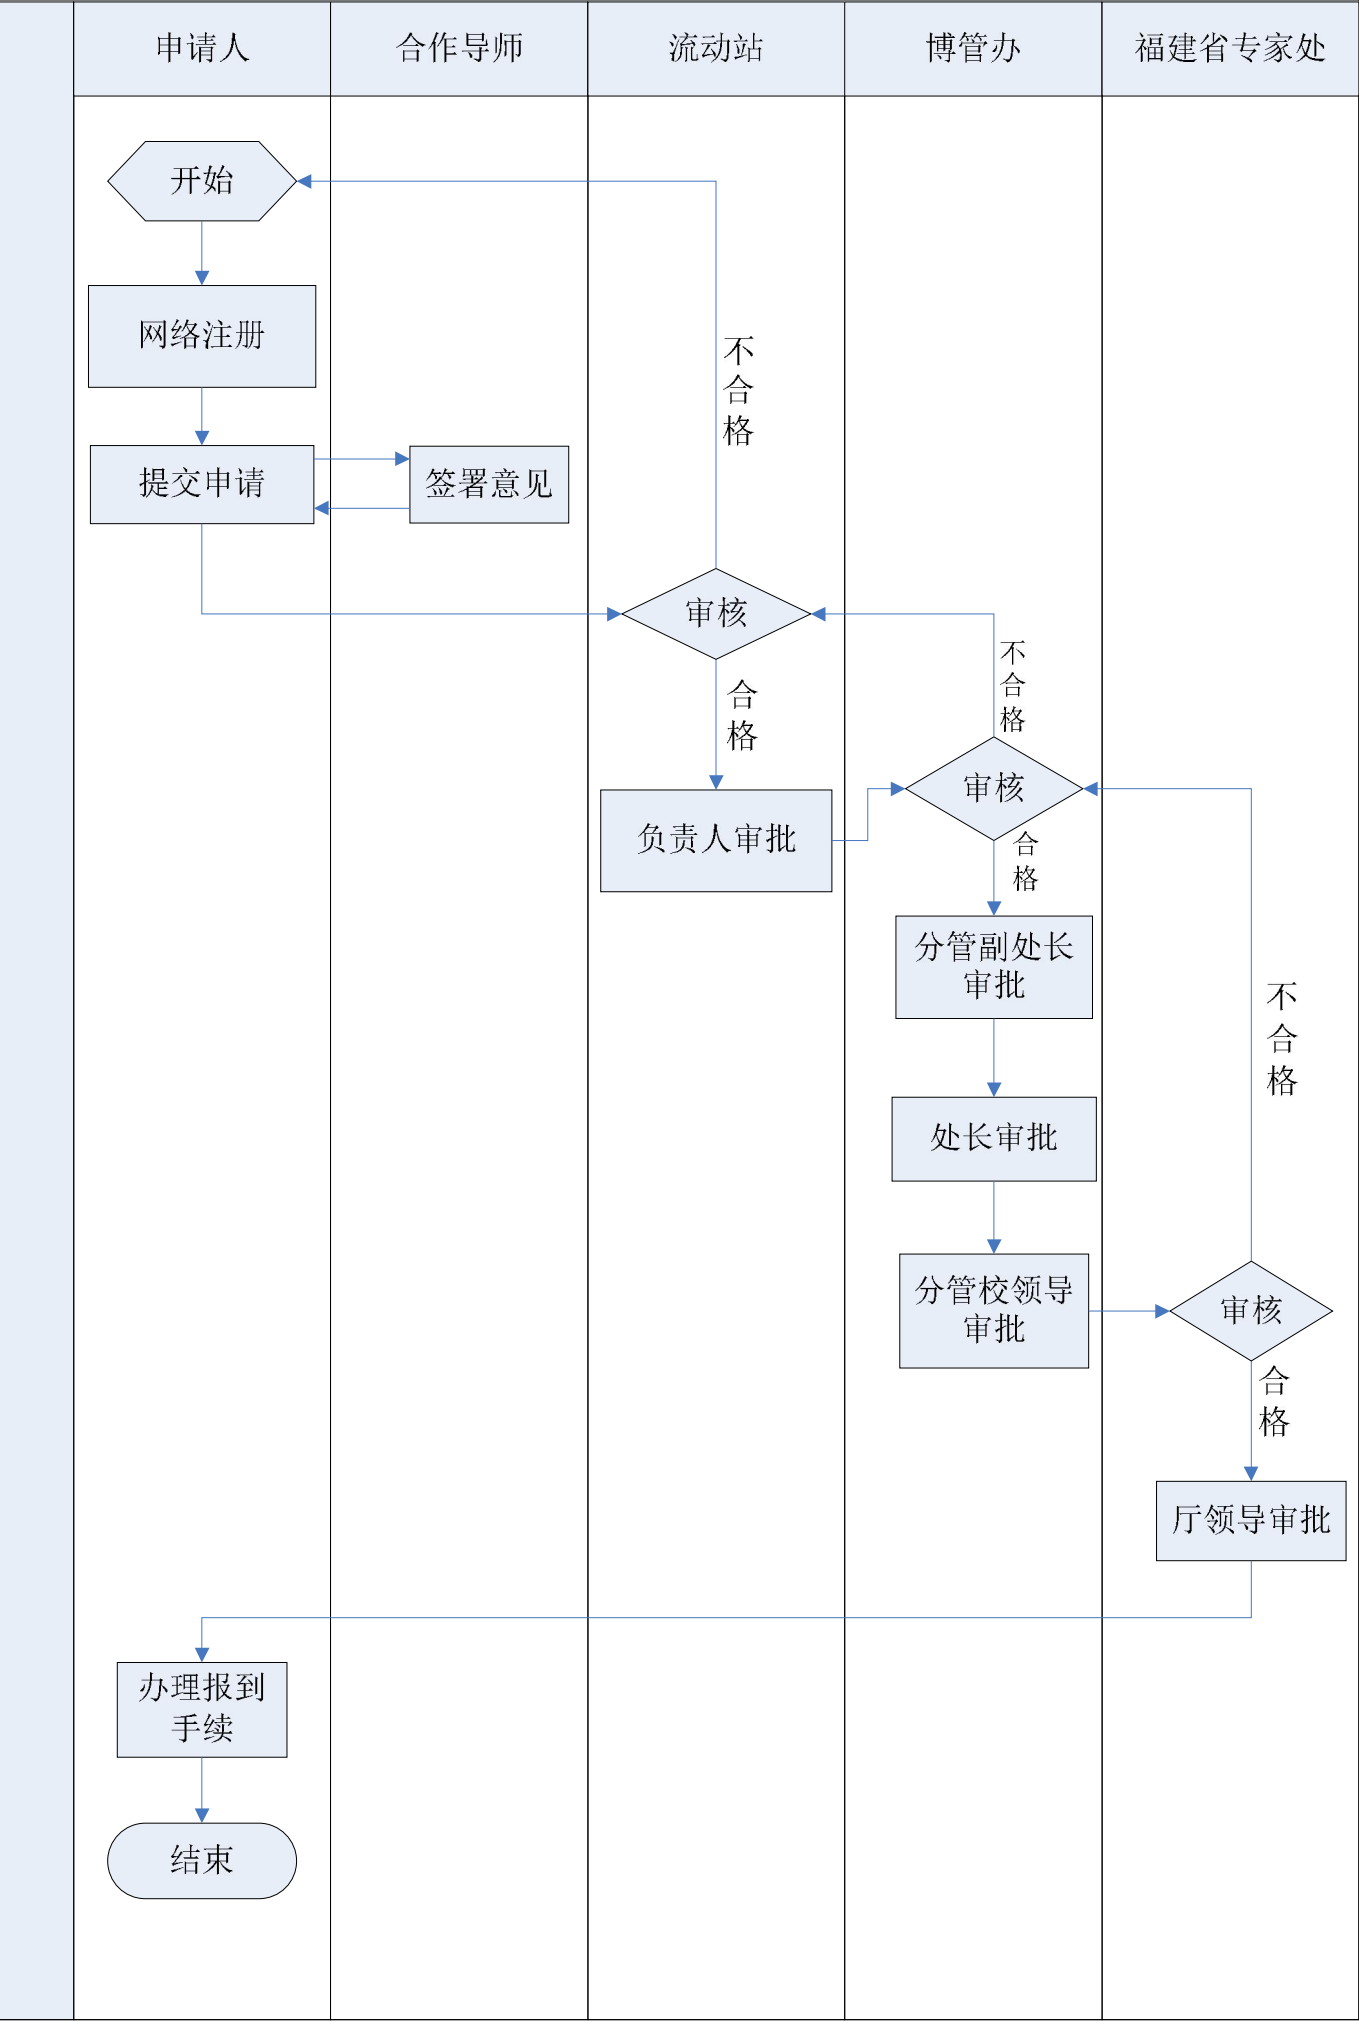 申请人
合作导师
流动站
博管办
福建省专家处
开始
网络注册
不
合
格
提交申请
签署意见
审核
不
合
格
合
格
审核
负责人审批
合
格
分管副处长
审批
不
合
格
处长审批
分管校领导
审批
审核
合
格
厅领导审批
办理报到
手续
结束